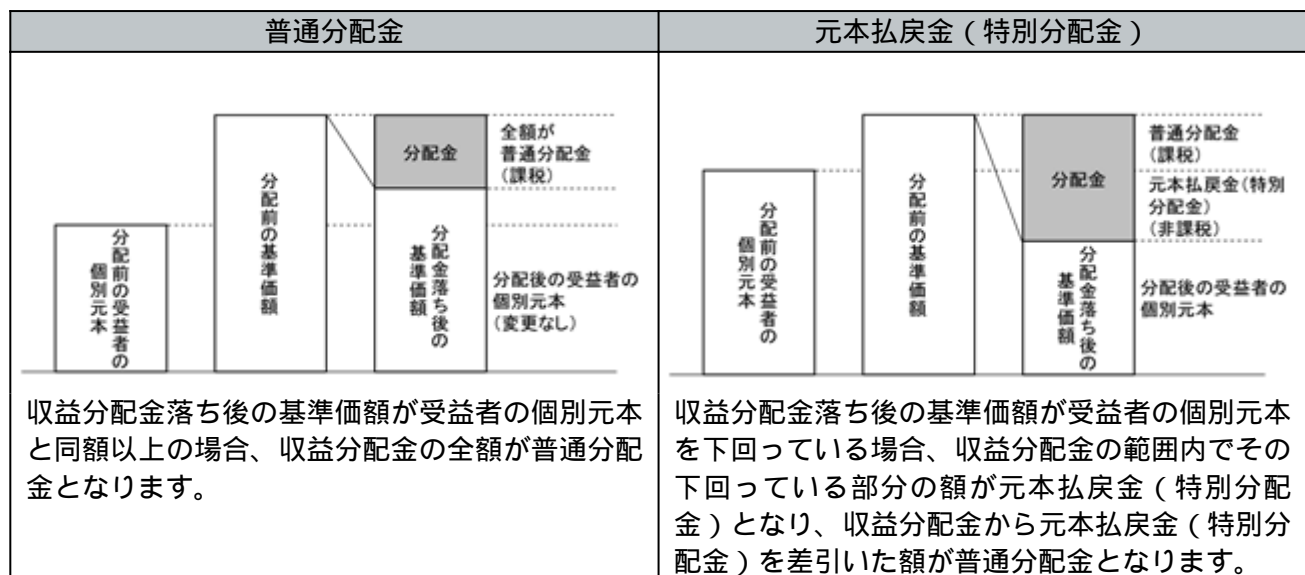 普通分配金
分配前の受益者の
個別元本
分配前の基準価額
分配金
分配金落ち後の
基準価額
全額が
普通分配金
(課税)
分配後の受益者の
個別元本
(変更なし)
収益分配金落ち後の基準価額が受益者の個別元本
と同額以上の場合、収益分配金の全額が普通分配
金となります。
元本払戻金(特別分配金)
分配前の受益者の
個別元本
分配前の基準価額
分配金
分配金落ち後の
基準価額
普通分配金
(課税)
元本払戻金(特別
分配金)
(非課税)
分配後の受益者の
個別元本
収益分配金落ち後の基準価額が受益者の個別元本
を下回っている場合、収益分配金の範囲内でその
下回っている部分の額が元本払戻金(特別分配
金)となり、収益分配金から元本払戻金(特別分
配金)を差引いた額が普通分配金となります。